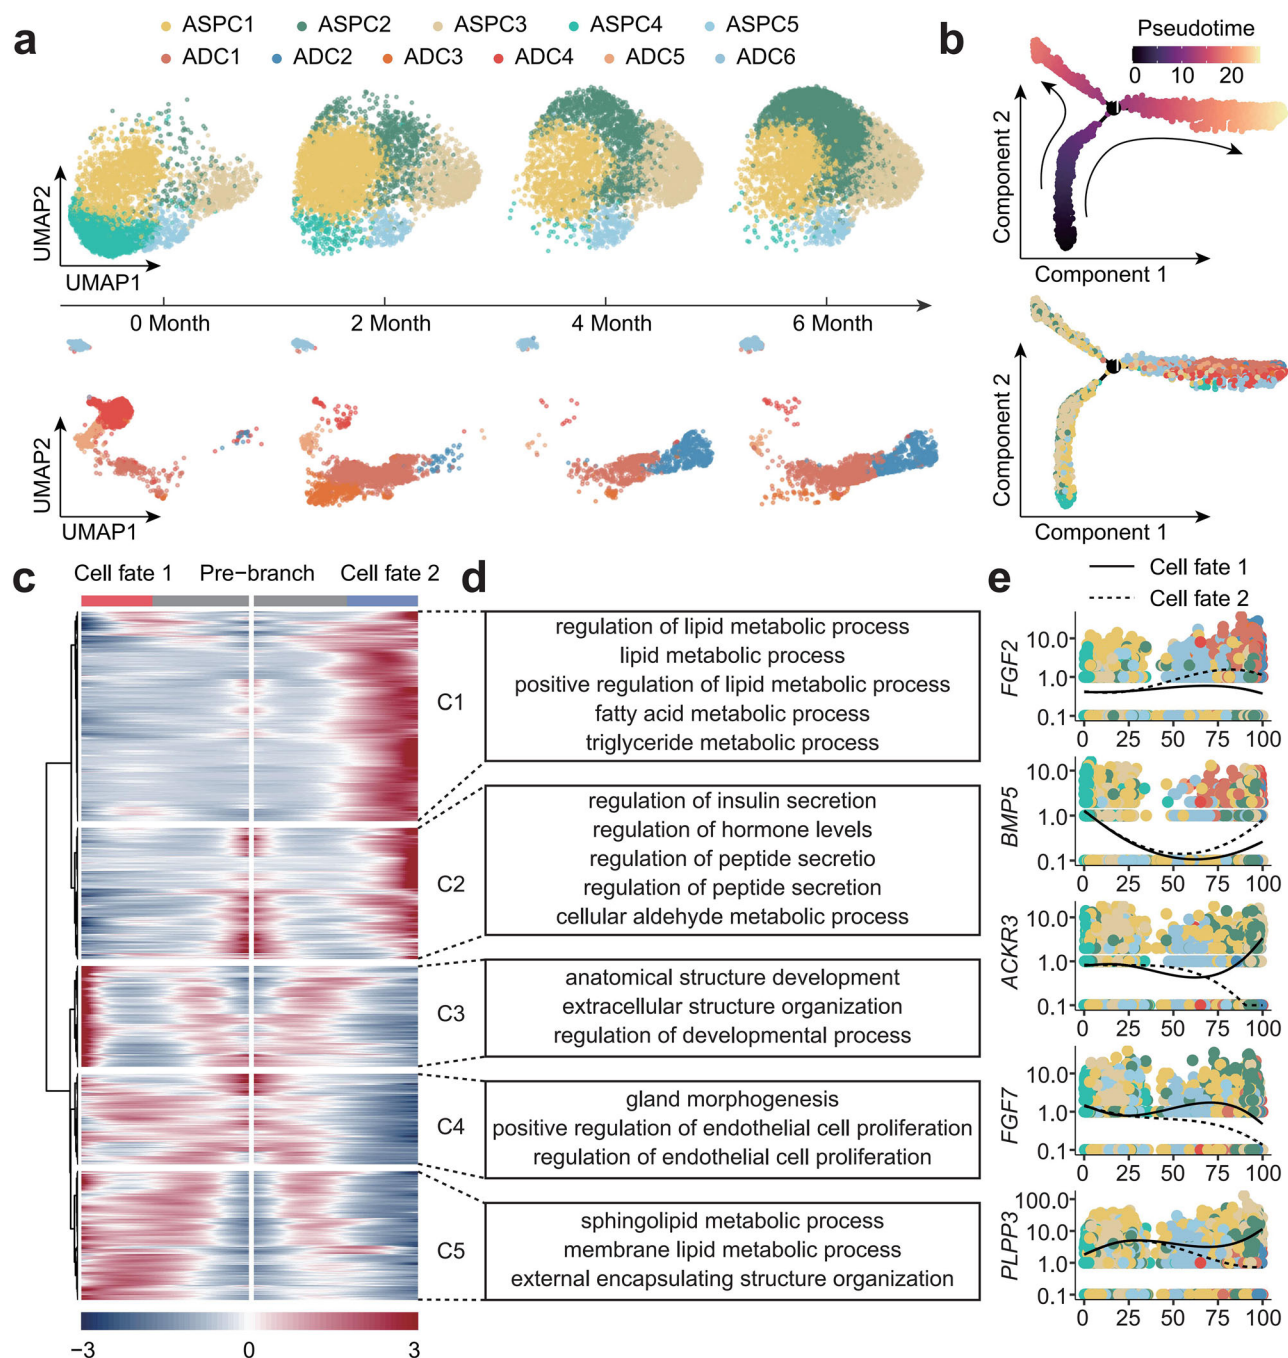 a
ASPC1 ASPC2 ASPC3 ASPC4 ASPC5
ADC1 ADC2 ADC3 ADC4 ADC5 ADC6
UMAP2
UMAP1
0 Month 2 Month 4 Month 6 Month
UMAP2
UMAP1
b
Pseudotime
0 10 20
1
Component 2
Component 1
1
Component 2
Component 1
c
Cell fate 1 Pre−branch Cell fate 2
C1
C2
C3
C4
C5
−3 0 3
d
regulation of lipid metabolic process
lipid metabolic process
positive regulation of lipid metabolic process
fatty acid metabolic process
triglyceride metabolic process
regulation of insulin secretion
regulation of hormone levels
regulation of peptide secretio
regulation of peptide secretion
cellular aldehyde metabolic process
anatomical structure development
extracellular structure organization
regulation of developmental process
gland morphogenesis
positive regulation of endothelial cell proliferation
regulation of endothelial cell proliferation
sphingolipid metabolic process
membrane lipid metabolic process
external encapsulating structure organization
e
Cell fate 1
Cell fate 2
FGF2
10.0
1.0
0.1
0 25 50 75 100
BMP5
10.0
1.0
0.1
0 25 50 75 100
ACKR3
10.0
1.0
0.1
0 25 50 75 100
FGF7
10.0
1.0
0.1
0 25 50 75 100
PLPP3
100.0
10.0
1.0
0.1
0 25 50 75 100